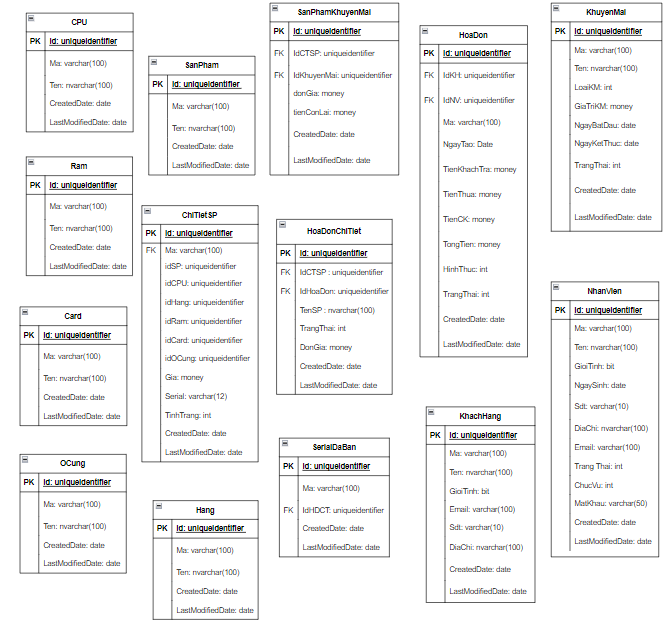 CPU
PK Id: uniqueidentifier
Ma: varchar(100)
Ten: nvarchar(100)
CreatedDate: date
LastModifiedDate: date
Ram
PK Id: uniqueidentifier
Ma: varchar(100)
Ten: nvarchar(100)
CreatedDate: date
LastModifiedDate: date
Card
PK Id: uniqueidentifier
Ma: varchar(100)
Ten: nvarchar(100)
CreatedDate: date
LastModifiedDate: date
OCung
PK Id: uniqueidentifier
Ma: varchar(100)
Ten: nvarchar(100)
CreatedDate: date
LastModifiedDate: date
SanPham
PK Id: uniqueidentifier
Ma: varchar(100)
Ten: nvarchar(100)
CreatedDate: date
LastModifiedDate: date
ChiTietSP
PK Id: uniqueidentifier
FK Ma: varchar(100)
idSP: uniqueidentifier
idCPU: uniqueidentifier
idHang: uniqueidentifier
idRam: uniqueidentifier
idCard: uniqueidentifier
idOCung: uniqueidentifier
Gia: money
Serial: varchar(12)
TinhTrang: int
CreatedDate: date
LastModifiedDate: date
Hang
PK Id: uniqueidentifier
Ma: varchar(100)
Ten: nvarchar(100)
CreatedDate: date
LastModifiedDate: date
SanPhamKhuyenMai
PK Id: uniqueidentifier
FK IdCTSP: uniqueidentifier
FK IdKhuyenMai: uniqueidentifier
donGia: money
tienConLai: money
CreatedDate: date
LastModifiedDate: date
HoaDonChiTiet
PK Id: uniqueidentifier
FK IdCTSP : uniqueidentifier
FK IdHoaDon: uniqueidentifier
TenSP : nvarchar(100)
TrangThai: int
DonGia: money
CreatedDate: date
LastModifiedDate: date
SerialDaBan
PK Id: uniqueidentifier
Ma: varchar(100)
FK IdHDCT: uniqueidentifier
CreatedDate: date
LastModifiedDate: date
HoaDon
PK Id: uniqueidentifier
FK IdKH: uniqueidentifier
FK IdNV: uniqueidentifier
Ma: varchar(100)
NgayTao: Date
TienKhachTra: money
TienThua: money
TienCK: money
TongTien: money
HinhThuc: int
TrangThai: int
CreatedDate: date
LastModifiedDate: date
KhachHang
PK Id: uniqueidentifier
Ma: varchar(100)
Ten: nvarchar(100)
GioiTinh: bit
Email: varchar(100)
Sdt: varchar(10)
DiaChi: nvarchar(100)
CreatedDate: date
LastModifiedDate: date
KhuyenMai
PK Id: uniqueidentifier
Ma: varchar(100)
Ten: nvarchar(100)
LoaiKM: int
GiaTriKM: money
NgayBatDau: date
NgayKetThuc: date
TrangThai: int
CreatedDate: date
LastModifiedDate: date
NhanVien
PK Id: uniqueidentifier
Ma: varchar(100)
Ten: nvarchar(100)
GioiTinh: bit
NgaySinh: date
Sdt: varchar(10)
DiaChi: nvarchar(100)
Email: varchar(100)
Trang Thai: int
ChucVu: int
MatKhau: varchar(50)
CreatedDate: date
LastModifiedDate: date